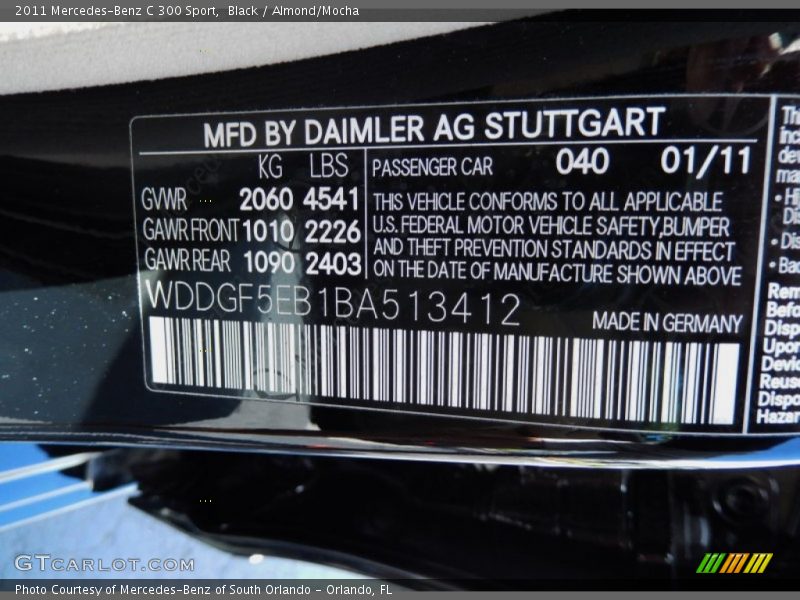 2011 Mercedes-Benz C 300 Sport, Black / Almond/Mocha
MFD BY DAIMLER AG STUTTGART
KG LBS
GVWR 2060 4541
GAWR FRONT 1010 2226
GAWR REAR 1090 2403
PASSENGER CAR 040 01/11
THIS VEHICLE CONFORMS TO ALL APPLICABLE
U.S. FEDERAL MOTOR VEHICLE SAFETY,BUMPER
AND THEFT PREVENTION STANDARDS IN EFFECT
ON THE DATE OF MANUFACTURE SHOWN ABOVE
WDDGF5EB1BA513412
MADE IN GERMANY
GTCARLOT.COM
Photo Courtesy of Mercedes-Benz of South Orlando - Orlando, FL